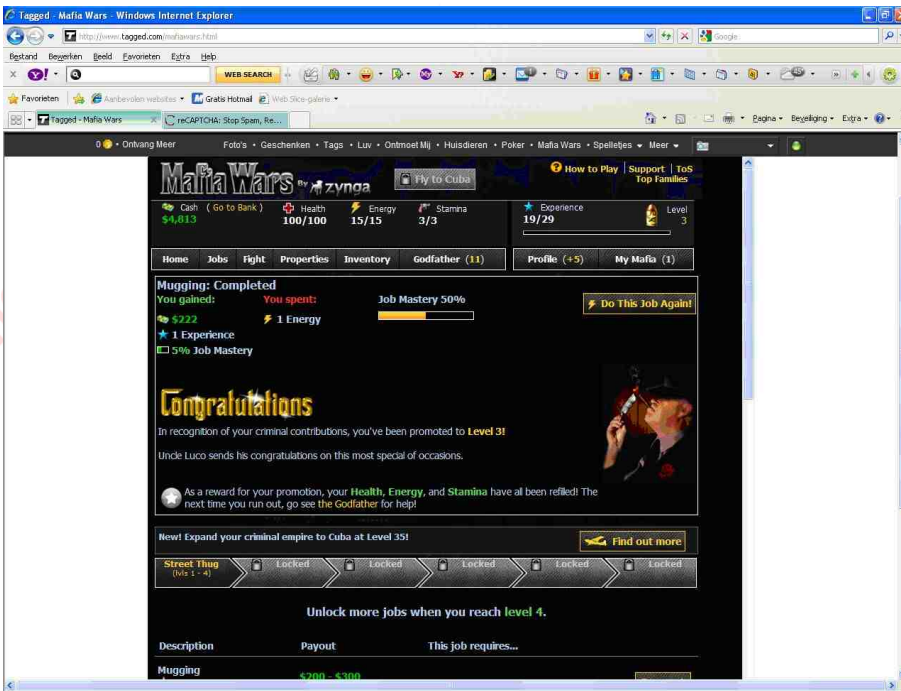 Tagged - Mafia Wars - Windows Internet Explorer
http://www.tagged.com/mafiawars.html
Google
Bestand Bewerken Beeld Favorieten Extra Help
WEB SEARCH
Favorieten Aanbevolen websites Gratis Hotmail Web Slice-galerie
Tagged - Mafia Wars reCAPTCHA: Stop Spam, Re... Pagina Beveiliging Extra
0 • Ontvang Meer Foto's • Geschenken • Tags • Luv • Ontmoet Mij • Huisdieren • Poker • Mafia Wars • Spelletjes Meer
Mafia Wars By zynga Fly to Cuba How to Play | Support | ToS
Top Families
Cash (Go to Bank) Health Energy Stamina Experience Level
$4,813 100/100 15/15 3/3 19/29 3
Home Jobs Fight Properties Inventory Godfather (11) Profile (+5) My Mafia (1)
Mugging: Completed
You gained: You spent: Job Mastery 50% Do This Job Again!
$222 1 Energy
1 Experience
5% Job Mastery
Congratulations
In recognition of your criminal contributions, you've been promoted to Level 3!
Uncle Luco sends his congratulations on this most special of occasions.
As a reward for your promotion, your Health, Energy, and Stamina have all been refilled! The
next time you run out, go see the Godfather for help!
New! Expand your criminal empire to Cuba at Level 35! Find out more
Street Thug Locked Locked Locked Locked Locked
(lvls 1 - 4)
Unlock more jobs when you reach level 4.
Description Payout This job requires...
Mugging
$200 - $300